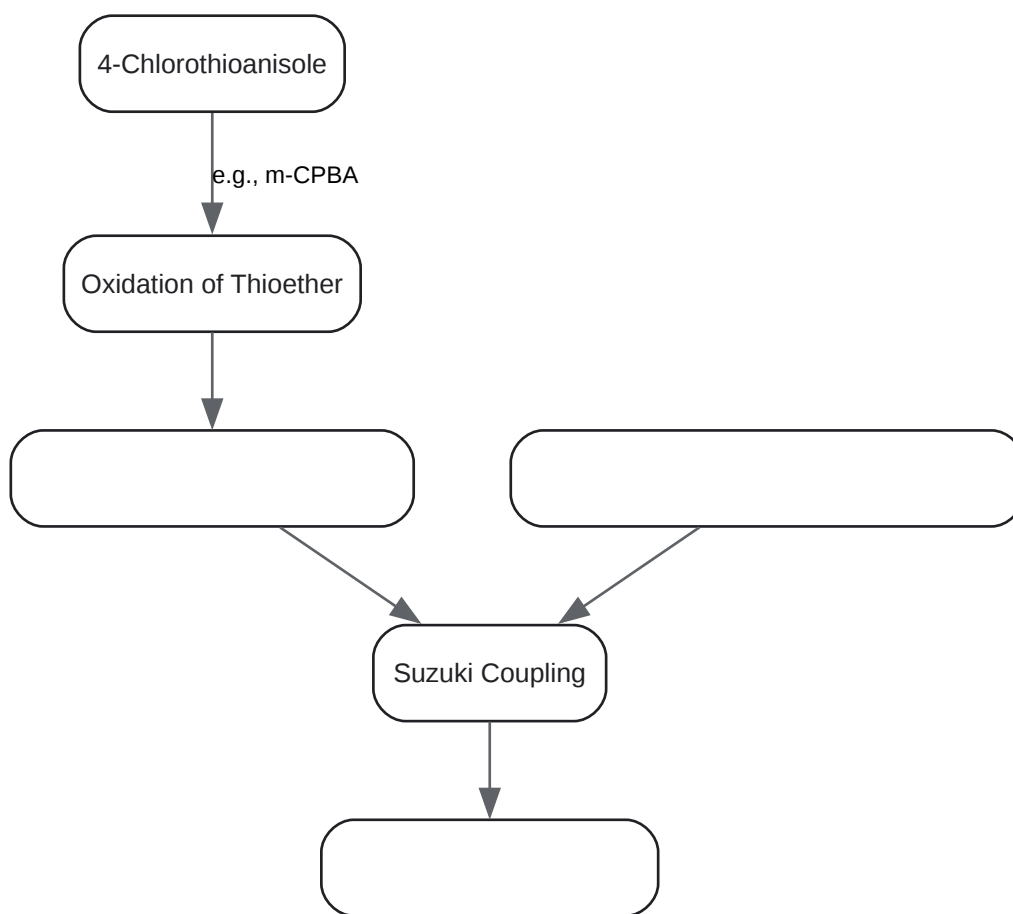 4-Chlorothioanisole
e.g., m-CPBA
Oxidation of Thioether
Suzuki Coupling